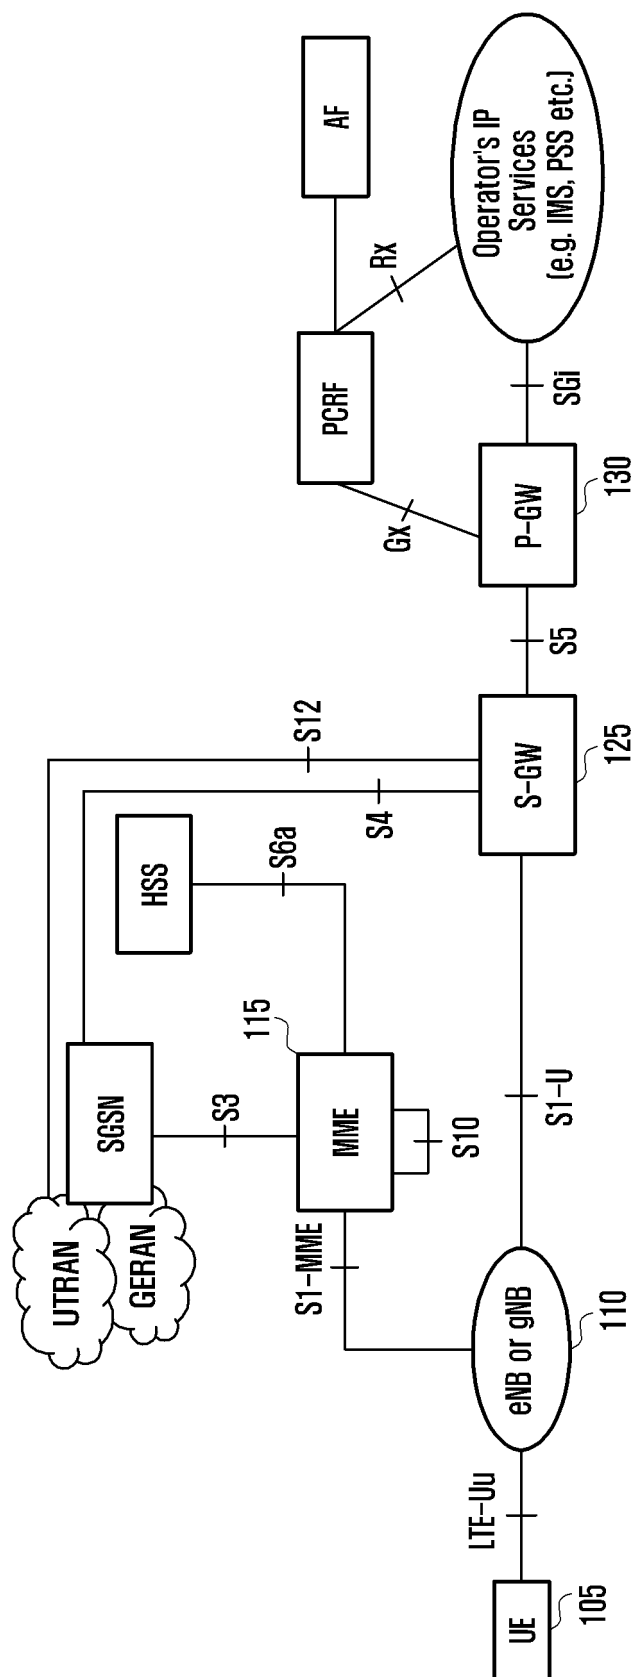 UTRAN
GERAN
SGSN
HSS
S12
S4
S3
S6a
115
MME
S10
S1-MME
PCRF
AF
Gx
Rx
UE
105
LTE-Uu
eNB or gNB
110
S1-U
S-GW
125
S5
P-GW
130
SGi
Operator's IP
Services
(e.g. IMS, PSS etc.)